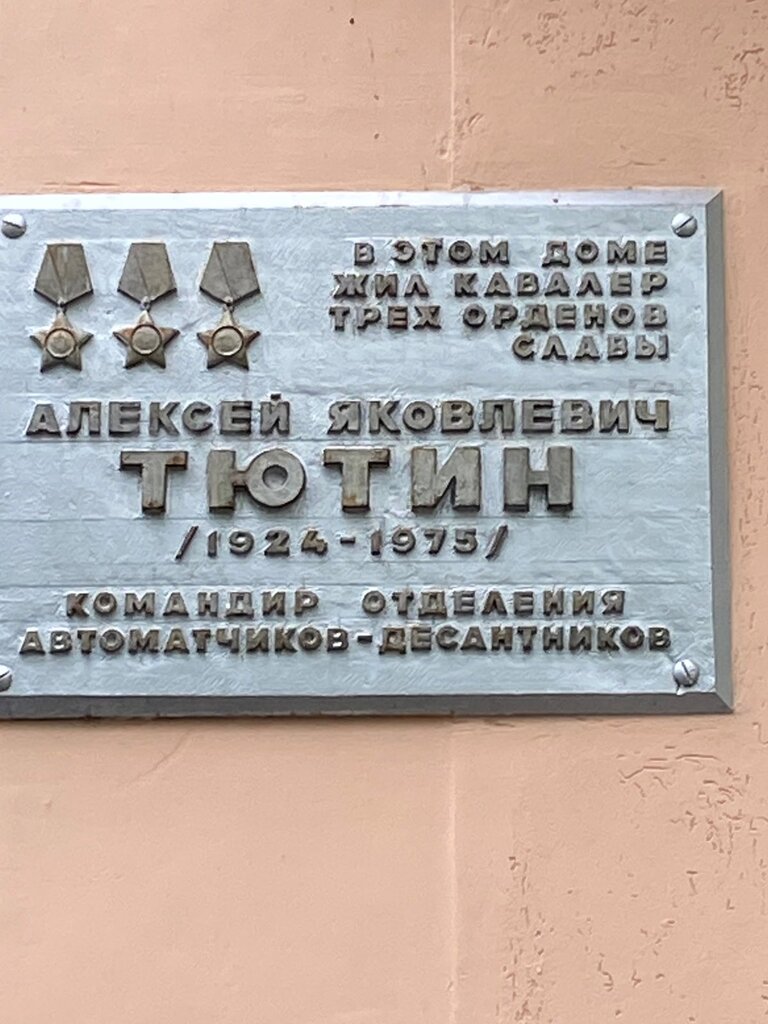 В ЭТОМ ДОМЕ
ЖИЛ КАВАЛЕР
ТРЕХ ОРДЕНОВ
СЛАВЫ
АЛЕКСЕЙ ЯКОВЛЕВИЧ
ТЮТИН
/1924-1975/
КОМАНДИР ОТДЕЛЕНИЯ
АВТОМАТЧИКОВ-ДЕСАНТНИКОВ